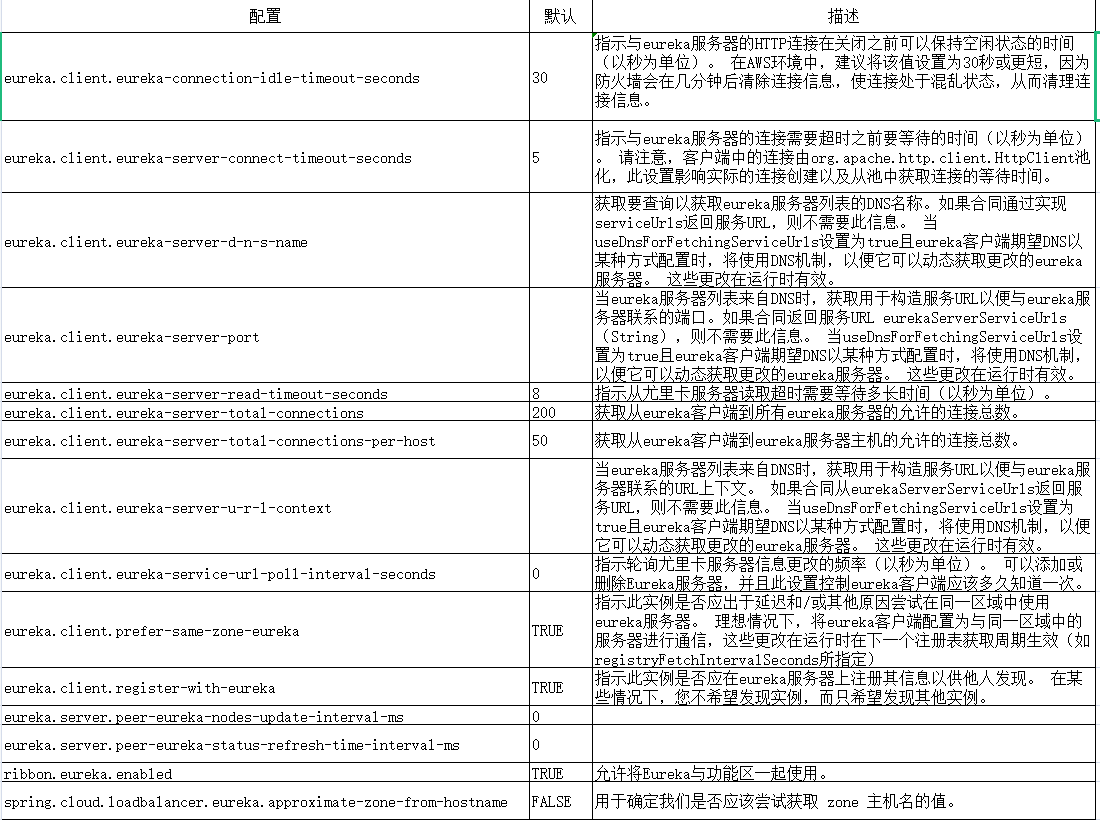 配置 默认 描述
eureka.client.eureka-connection-idle-timeout-seconds 30 指示与eureka服务器的HTTP连接在关闭之前可以保持空闲状态的时间
（以秒为单位）。 在AWS环境中，建议将该值设置为30秒或更短，因为
防火墙会在几分钟后清除连接信息，使连接处于混乱状态，从而清理连
接信息。
eureka.client.eureka-server-connect-timeout-seconds 5 指示与eureka服务器的连接需要超时之前要等待的时间（以秒为单位）
。 请注意，客户端中的连接由org.apache.http.client.HttpClient池
化，此设置影响实际的连接创建以及从池中获取连接的等待时间。
eureka.client.eureka-server-d-n-s-name 获取要查询以获取eureka服务器列表的DNS名称。如果合同通过实现
serviceUrls返回服务URL，则不需要此信息。 当
useDnsForFetchingServiceUrls设置为true且eureka客户端期望DNS以
某种方式配置时，将使用DNS机制，以便它可以动态获取更改的eureka
服务器。 这些更改在运行时有效。
eureka.client.eureka-server-port 当eureka服务器列表来自DNS时，获取用于构造服务URL以便与eureka服
务器联系的端口。如果合同返回服务URL eurekaServerServiceUrls
（String），则不需要此信息。 当useDnsForFetchingServiceUrls设
置为true且eureka客户端期望DNS以某种方式配置时，将使用DNS机制，
以便它可以动态获取更改的eureka服务器。 这些更改在运行时有效。
eureka.client.eureka-server-read-timeout-seconds 8 指示从尤里卡服务器读取超时需要等待多长时间（以秒为单位）。
eureka.client.eureka-server-total-connections 200 获取从eureka客户端到所有eureka服务器的允许的连接总数。
eureka.client.eureka-server-total-connections-per-host 50 获取从eureka客户端到eureka服务器主机的允许的连接总数。
eureka.client.eureka-server-u-r-l-context 当eureka服务器列表来自DNS时，获取用于构造服务URL以便与eureka服
务器联系的URL上下文。 如果合同从eurekaServerServiceUrls返回服
务URL，则不需要此信息。 当useDnsForFetchingServiceUrls设置为
true且eureka客户端期望DNS以某种方式配置时，将使用DNS机制，以便
它可以动态获取更改的eureka服务器。 这些更改在运行时有效。
eureka.client.eureka-service-url-poll-interval-seconds 0 指示轮询尤里卡服务器信息更改的频率（以秒为单位）。 可以添加或
删除Eureka服务器，并且此设置控制eureka客户端应该多久知道一次。
eureka.client.prefer-same-zone-eureka TRUE 指示此实例是否应出于延迟和/或其他原因尝试在同一区域中使用
eureka服务器。 理想情况下，将eureka客户端配置为与同一区域中的
服务器进行通信，这些更改在运行时在下一个注册表获取周期生效（如
registryFetchIntervalSeconds所指定）
eureka.client.register-with-eureka TRUE 指示此实例是否应在eureka服务器上注册其信息以供他人发现。 在某
些情况下，您不希望发现实例，而只希望发现其他实例。
eureka.server.peer-eureka-nodes-update-interval-ms 0
eureka.server.peer-eureka-status-refresh-time-interval-ms 0
ribbon.eureka.enabled TRUE 允许将Eureka与功能区一起使用。
spring.cloud.loadbalancer.eureka.approximate-zone-from-hostname FALSE 用于确定我们是否应该尝试获取 zone 主机名的值。